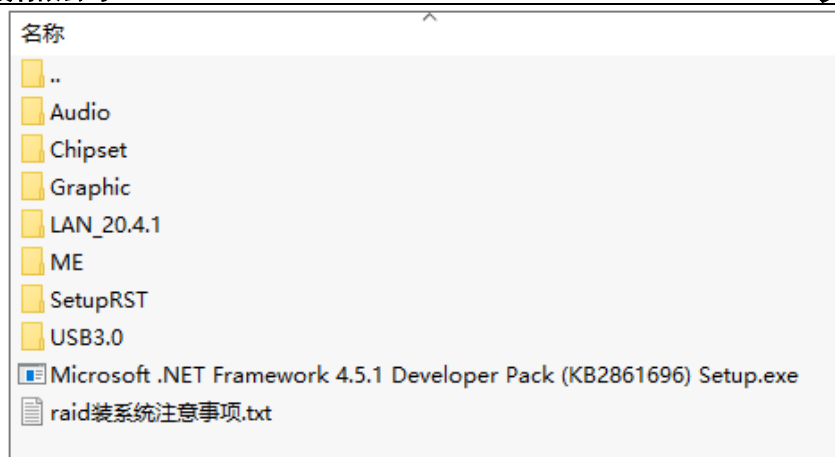 名称
..
Audio
Chipset
Graphic
LAN_20.4.1
ME
SetupRST
USB3.0
Microsoft .NET Framework 4.5.1 Developer Pack (KB2861696) Setup.exe
raid装系统注意事项.txt